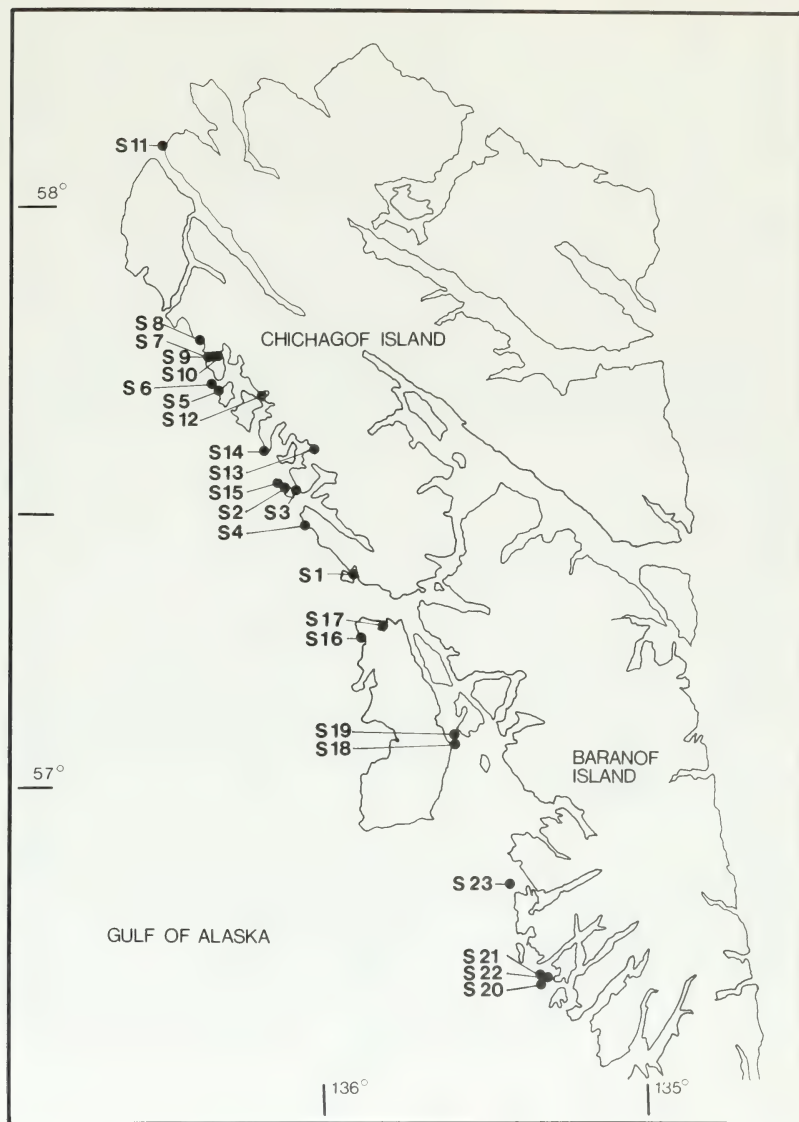 S11
58°
S8
S7
S9
S10
S6
S5
S12
CHICHAGOF ISLAND
S14
S13
S15
S2
S3
S4
S1
S17
S16
S19
S18
BARANOF
ISLAND
57°
S23
GULF OF ALASKA
S21
S22
S20
136°
135°